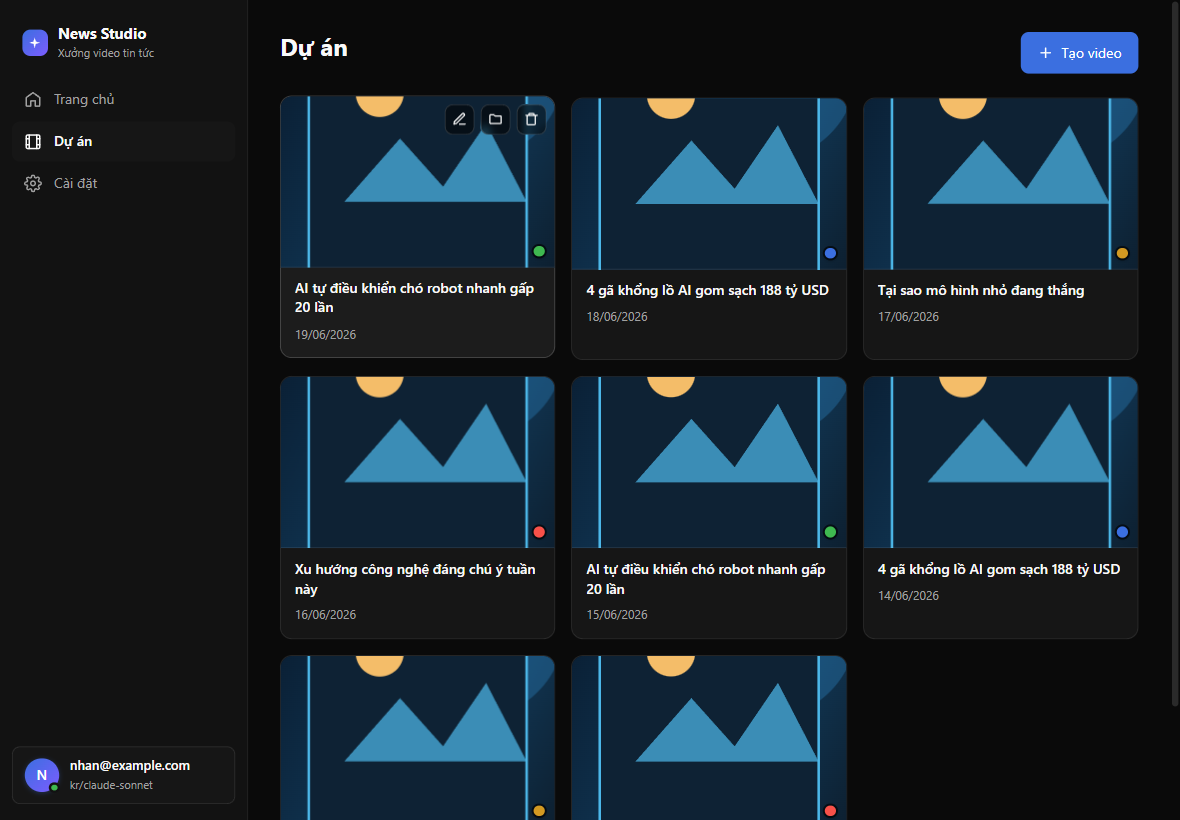 News Studio
Xưởng video tin tức
Trang chủ
Dự án
Cài đặt
nhan@example.com
kr/claude-sonnet
N
Dự án
Tạo video
AI tự điều khiển chó robot nhanh gấp
20 lần
19/06/2026
4 gã khổng lồ AI gom sạch 188 tỷ USD
18/06/2026
Tại sao mô hình nhỏ đang thắng
17/06/2026
Xu hướng công nghệ đáng chú ý tuần
này
16/06/2026
AI tự điều khiển chó robot nhanh gấp
20 lần
15/06/2026
4 gã khổng lồ AI gom sạch 188 tỷ USD
14/06/2026